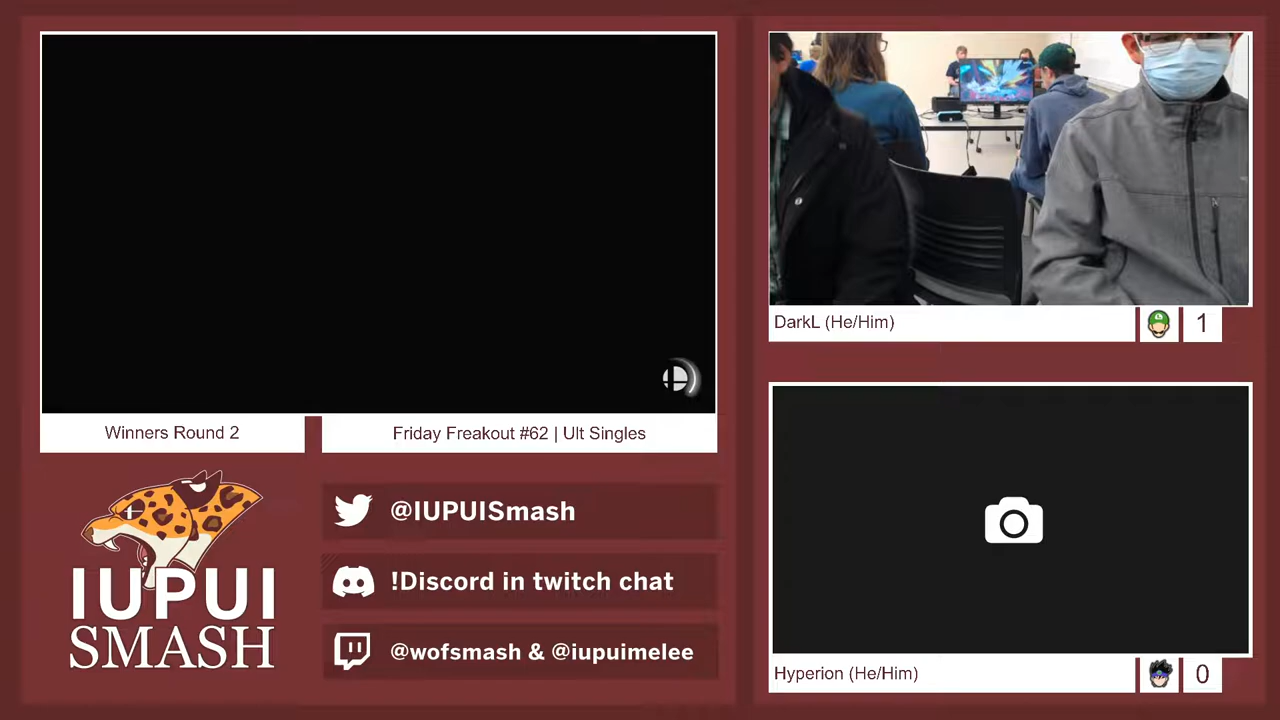 DarkL (He/Him)
1
Winners Round 2
Friday Freakout #62 | Ult Singles
@IUPUISmash
!Discord in twitch chat
@wofsmash & @iupuimelee
IUPUI
SMASH
Hyperion (He/Him)
0